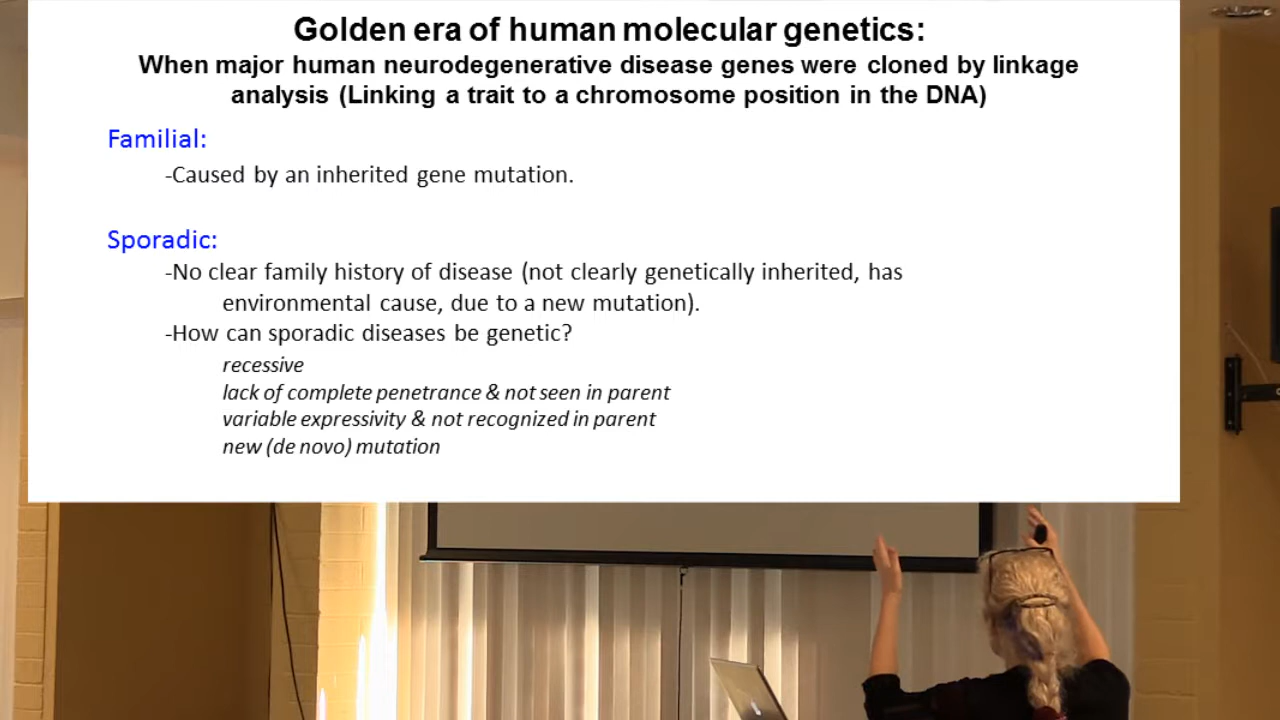 Golden era of human molecular genetics:
When major human neurodegenerative disease genes were cloned by linkage
analysis (Linking a trait to a chromosome position in the DNA)
Familial:
-Caused by an inherited gene mutation.
Sporadic:
-No clear family history of disease (not clearly genetically inherited, has
environmental cause, due to a new mutation).
-How can sporadic diseases be genetic?
recessive
lack of complete penetrance & not seen in parent
variable expressivity & not recognized in parent
new (de novo) mutation